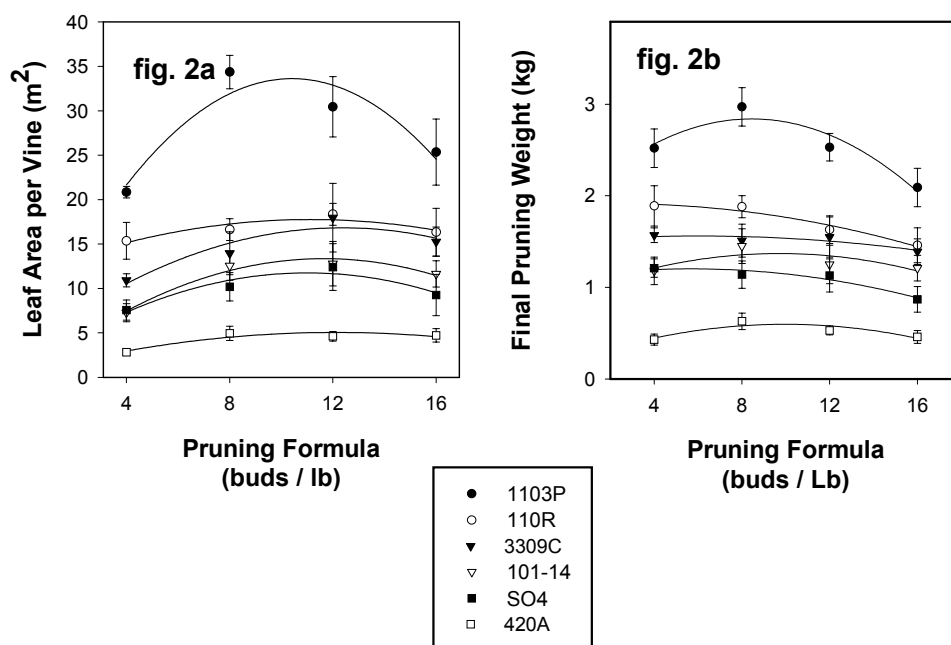 Leaf Area per Vine (m²)
fig. 2a
40
35
30
25
20
15
10
5
0
4 8 12 16
Pruning Formula
(buds / lb)
Final Pruning Weight (kg)
fig. 2b
3
2
1
0
4 8 12 16
Pruning Formula
(buds / Lb)
1103P
110R
3309C
101-14
SO4
420A